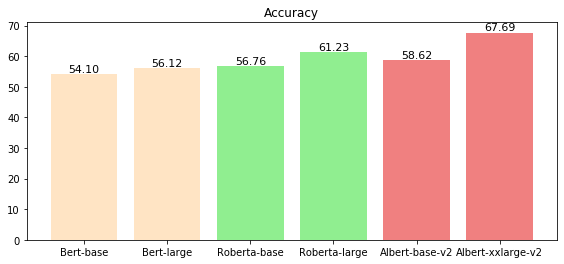 Accuracy
70
60
50
40
30
20
10
0
54.10
56.12
56.76
61.23
58.62
67.69
Bert-base
Bert-large
Roberta-base
Roberta-large
Albert-base-v2
Albert-xxlarge-v2